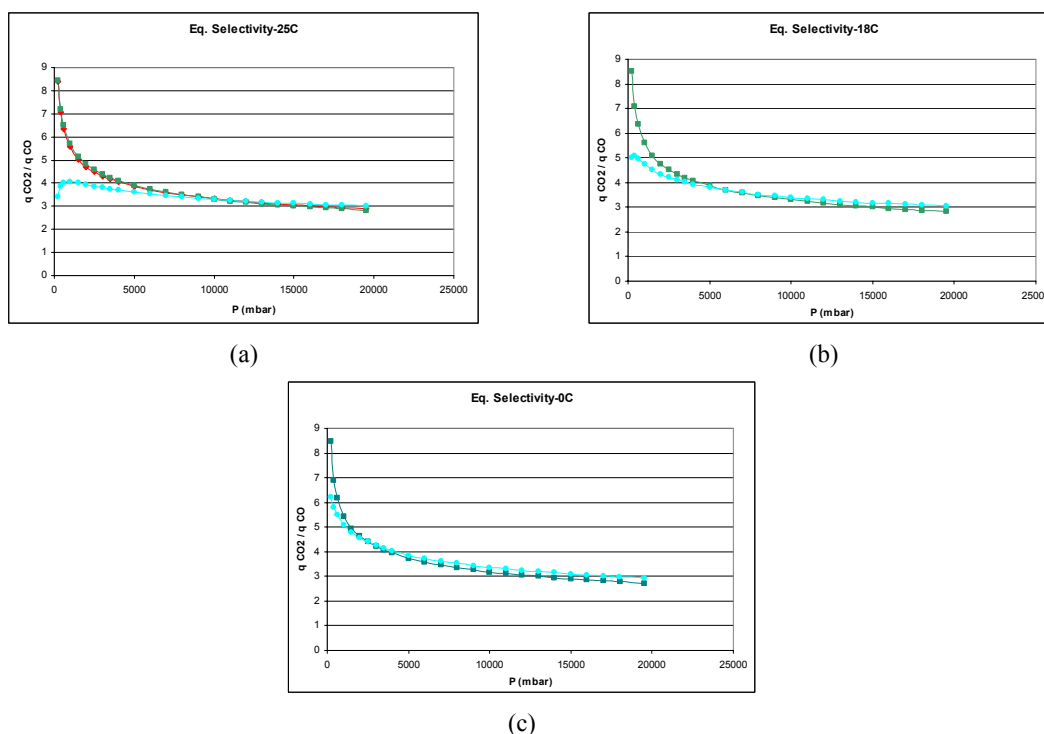 Eq. Selectivity-25C
q CO2 / q CO
9
8
7
6
5
4
3
2
1
0
0 5000 10000 15000 20000 25000
P (mbar)
(a)
Eq. Selectivity-18C
q CO2 / q CO
9
8
7
6
5
4
3
2
1
0
0 5000 10000 15000 20000 2500
P (mbar)
(b)
Eq. Selectivity-0C
q CO2 / q CO
9
8
7
6
5
4
3
2
1
0
0 5000 10000 15000 20000 25000
P (mbar)
(c)